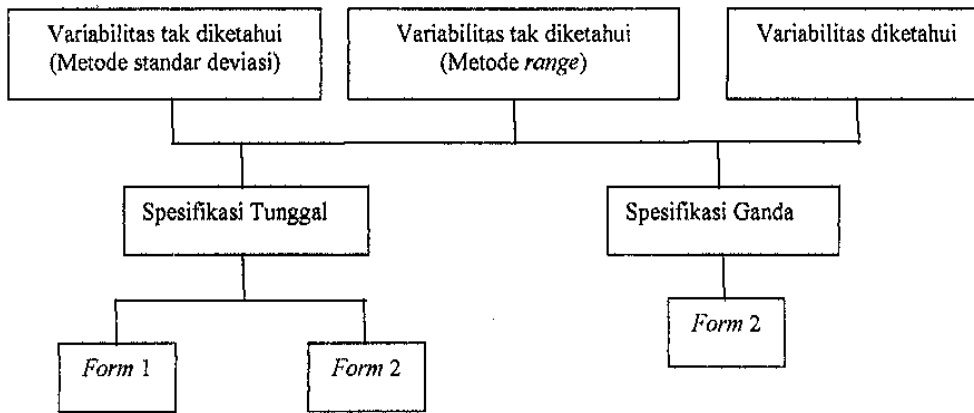 Variabilitas tak diketahui
(Metode standar deviasi)
Variabilitas tak diketahui
(Metode range)
Variabilitas diketahui
Spesifikasi Tunggal
Spesifikasi Ganda
Form 1
Form 2
Form 2